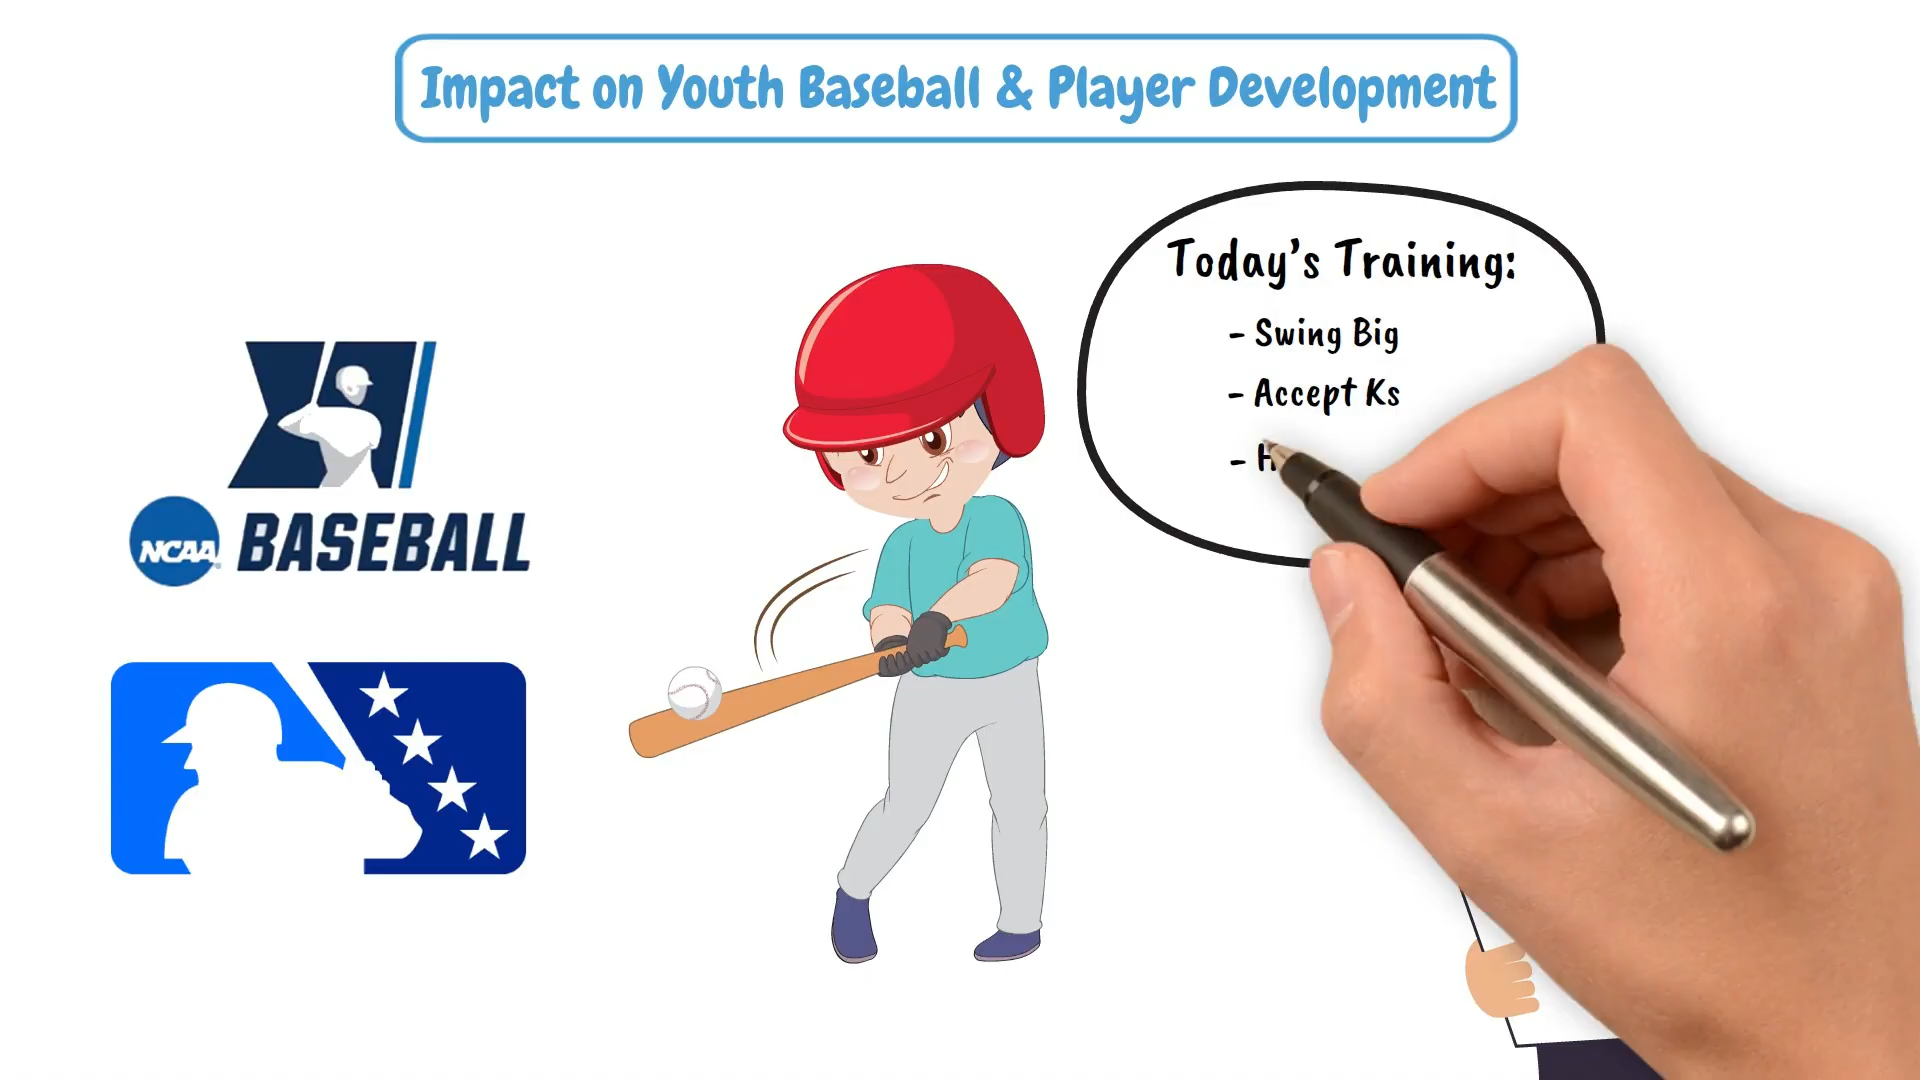 Impact on Youth Baseball & Player Development
Today's Training:
- Swing Big
- Accept Ks
- H
NCAA
BASEBALL